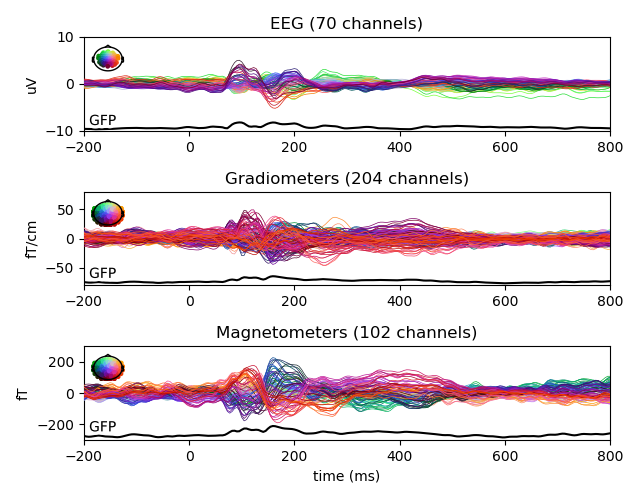 EEG (70 channels)
10
0
−10
uV
GFP
−200 0 200 400 600 800
Gradiometers (204 channels)
50
0
−50
fT/cm
GFP
−200 0 200 400 600 800
Magnetometers (102 channels)
200
0
−200
fT
GFP
−200 0 200 400 600 800
time (ms)